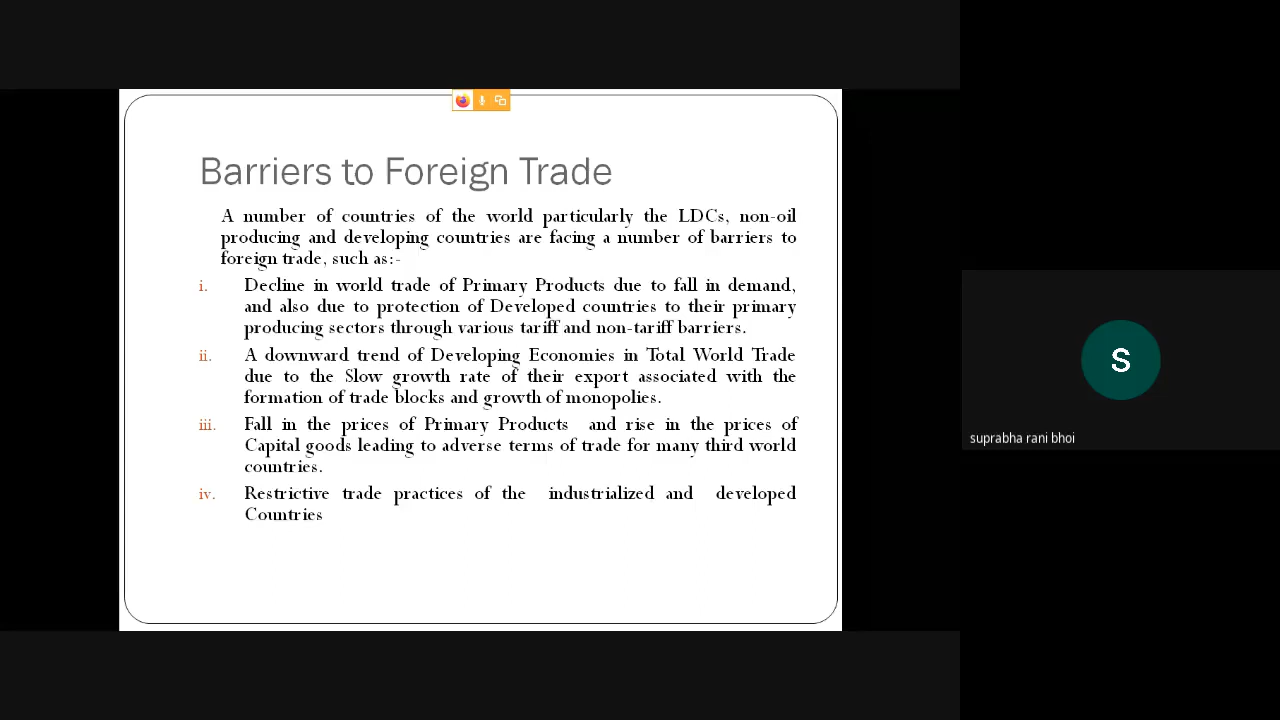 Barriers to Foreign Trade
A number of countries of the world particularly the LDCs, non-oil
producing and developing countries are facing a number of barriers to
foreign trade, such as:-
i. Decline in world trade of Primary Products due to fall in demand,
and also due to protection of Developed countries to their primary
producing sectors through various tariff and non-tariff barriers.
ii. A downward trend of Developing Economies in Total World Trade
due to the Slow growth rate of their export associated with the
formation of trade blocks and growth of monopolies.
iii. Fall in the prices of Primary Products and rise in the prices of
Capital goods leading to adverse terms of trade for many third world
countries.
iv. Restrictive trade practices of the industrialized and developed
Countries
S
suprabha rani bhoi